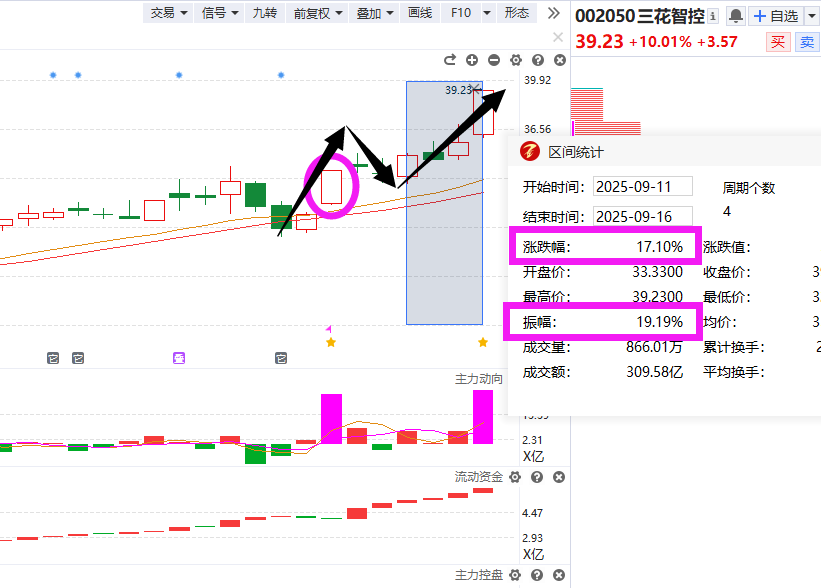 交易 信号 九转 前复权 叠加 画线 F10 形态
002050 三花智控
自选
39.23 +10.01% +3.57
买 卖
39.92
39.23
36.56
区间统计
开始时间: 2025-09-11 周期个数
结束时间: 2025-09-16 4
涨跌幅: 17.10% 涨跌值:
开盘价: 33.3300 收盘价:
最高价: 39.2300 最低价:
振幅: 19.19% 均价:
成交量: 866.01万 累计换手:
成交额: 309.58亿 平均换手:
主力动向
2.31
X亿
流动资金
4.47
2.93
X亿
主力控盘